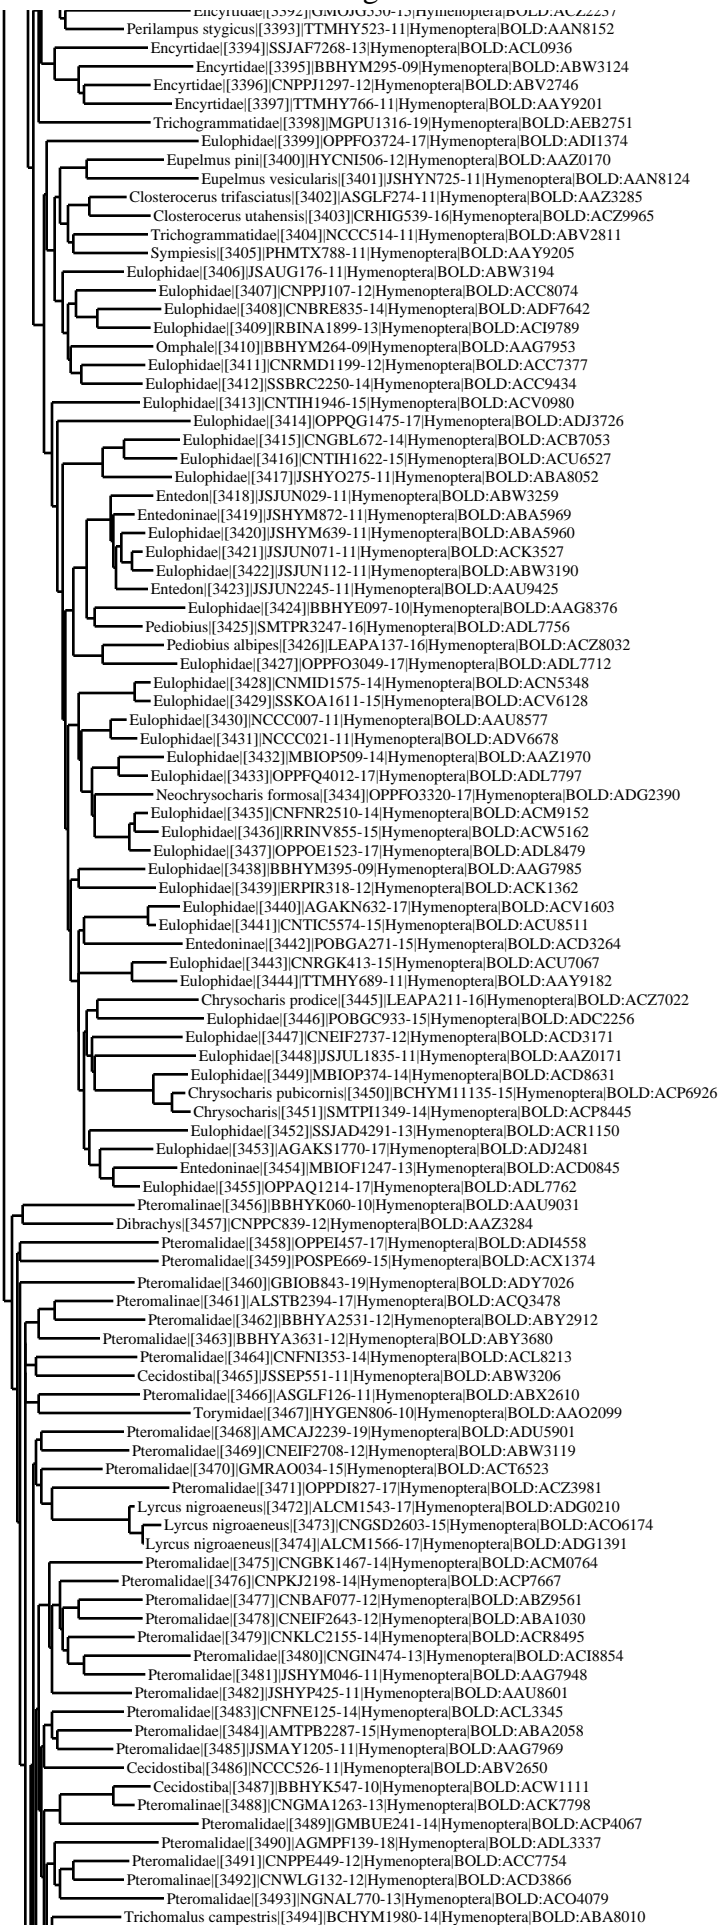 Encyrtidae|[3392]|GMOJG550-15|Hymenoptera|BOLD:ACZ2237
Perilampus stygicus|[3393]|TTMHY523-11|Hymenoptera|BOLD:AAN8152
Encyrtidae|[3394]|SSJAF7268-13|Hymenoptera|BOLD:ACL0936
Encyrtidae|[3395]|BBHYM295-09|Hymenoptera|BOLD:ABW3124
Encyrtidae|[3396]|CNPPJ1297-12|Hymenoptera|BOLD:ABV2746
Encyrtidae|[3397]|TTMHY766-11|Hymenoptera|BOLD:AAY9201
Trichogrammatidae|[3398]|MGPU1316-19|Hymenoptera|BOLD:AEB2751
Eulophidae|[3399]|OPPFO3724-17|Hymenoptera|BOLD:ADI1374
Eupelmus pini|[3400]|HYCNI506-12|Hymenoptera|BOLD:AAZ0170
Eupelmus vesicularis|[3401]|JSHYN725-11|Hymenoptera|BOLD:AAN8124
Closterocerus trifasciatus|[3402]|ASGLF274-11|Hymenoptera|BOLD:AAZ3285
Closterocerus utahensis|[3403]|CRHIG539-16|Hymenoptera|BOLD:ACZ9965
Trichogrammatidae|[3404]|NCCC514-11|Hymenoptera|BOLD:ABV2811
Sympiesis|[3405]|PHMTX788-11|Hymenoptera|BOLD:AAY9205
Eulophidae|[3406]|JSAUG176-11|Hymenoptera|BOLD:ABW3194
Eulophidae|[3407]|CNPPJ107-12|Hymenoptera|BOLD:ACC8074
Eulophidae|[3408]|CNBRE835-14|Hymenoptera|BOLD:ADF7642
Eulophidae|[3409]|RBINA1899-13|Hymenoptera|BOLD:ACI9789
Omphale|[3410]|BBHYM264-09|Hymenoptera|BOLD:AAG7953
Eulophidae|[3411]|CNRMD1199-12|Hymenoptera|BOLD:ACC7377
Eulophidae|[3412]|SSBRC2250-14|Hymenoptera|BOLD:ACC9434
Eulophidae|[3413]|CNTIH1946-15|Hymenoptera|BOLD:ACV0980
Eulophidae|[3414]|OPPQG1475-17|Hymenoptera|BOLD:ADJ3726
Eulophidae|[3415]|CNGBL672-14|Hymenoptera|BOLD:ACB7053
Eulophidae|[3416]|CNTIH1622-15|Hymenoptera|BOLD:ACU6527
Eulophidae|[3417]|JSHYO275-11|Hymenoptera|BOLD:ABA8052
Entedon|[3418]|JSJUN029-11|Hymenoptera|BOLD:ABW3259
Entedoninae|[3419]|JSHYM872-11|Hymenoptera|BOLD:ABA5969
Eulophidae|[3420]|JSHYM639-11|Hymenoptera|BOLD:ABA5960
Eulophidae|[3421]|JSJUN071-11|Hymenoptera|BOLD:ACK3527
Eulophidae|[3422]|JSJUN112-11|Hymenoptera|BOLD:ABW3190
Entedon|[3423]|JSJUN2245-11|Hymenoptera|BOLD:AAU9425
Eulophidae|[3424]|BBHYE097-10|Hymenoptera|BOLD:AAG8376
Pediobius|[3425]|SMTPR3247-16|Hymenoptera|BOLD:ADL7756
Pediobius albipes|[3426]|LEAPA137-16|Hymenoptera|BOLD:ACZ8032
Eulophidae|[3427]|OPPFO3049-17|Hymenoptera|BOLD:ADL7712
Eulophidae|[3428]|CNMID1575-14|Hymenoptera|BOLD:ACN5348
Eulophidae|[3429]|SSKOA1611-15|Hymenoptera|BOLD:ACV6128
Eulophidae|[3430]|NCCC007-11|Hymenoptera|BOLD:AAU8577
Eulophidae|[3431]|NCCC021-11|Hymenoptera|BOLD:ADV6678
Eulophidae|[3432]|MBIOP509-14|Hymenoptera|BOLD:AAZ1970
Eulophidae|[3433]|OPPFQ4012-17|Hymenoptera|BOLD:ADL7797
Neochrysocharis formosa|[3434]|OPPFO3320-17|Hymenoptera|BOLD:ADG2390
Eulophidae|[3435]|CNFNR2510-14|Hymenoptera|BOLD:ACM9152
Eulophidae|[3436]|RRINV855-15|Hymenoptera|BOLD:ACW5162
Eulophidae|[3437]|OPPOE1523-17|Hymenoptera|BOLD:ADL8479
Eulophidae|[3438]|BBHYM395-09|Hymenoptera|BOLD:AAG7985
Eulophidae|[3439]|ERPIR318-12|Hymenoptera|BOLD:ACK1362
Eulophidae|[3440]|AGAKN632-17|Hymenoptera|BOLD:ACV1603
Eulophidae|[3441]|CNTIC5574-15|Hymenoptera|BOLD:ACU8511
Entedoninae|[3442]|POBGA271-15|Hymenoptera|BOLD:ACD3264
Eulophidae|[3443]|CNRGK413-15|Hymenoptera|BOLD:ACU7067
Eulophidae|[3444]|TTMHY689-11|Hymenoptera|BOLD:AAY9182
Chrysocharis prodice|[3445]|LEAPA211-16|Hymenoptera|BOLD:ACZ7022
Eulophidae|[3446]|POBGC933-15|Hymenoptera|BOLD:ADC2256
Eulophidae|[3447]|CNEIF2737-12|Hymenoptera|BOLD:ACD3171
Eulophidae|[3448]|JSJUL1835-11|Hymenoptera|BOLD:AAZ0171
Eulophidae|[3449]|MBIOP374-14|Hymenoptera|BOLD:ACD8631
Chrysocharis pubicornis|[3450]|BCHYM11135-15|Hymenoptera|BOLD:ACP6926
Chrysocharis|[3451]|SMTPI1349-14|Hymenoptera|BOLD:ACP8445
Eulophidae|[3452]|SSJAD4291-13|Hymenoptera|BOLD:ACR1150
Eulophidae|[3453]|AGAKS1770-17|Hymenoptera|BOLD:ADJ2481
Entedoninae|[3454]|MBIOF1247-13|Hymenoptera|BOLD:ACD0845
Eulophidae|[3455]|OPPAQ1214-17|Hymenoptera|BOLD:ADL7762
Pteromalinae|[3456]|BBHYK060-10|Hymenoptera|BOLD:AAU9031
Dibrachys|[3457]|CNPPC839-12|Hymenoptera|BOLD:AAZ3284
Pteromalidae|[3458]|OPPEI457-17|Hymenoptera|BOLD:ADI4558
Pteromalidae|[3459]|POSPE669-15|Hymenoptera|BOLD:ACX1374
Pteromalidae|[3460]|GBIOB843-19|Hymenoptera|BOLD:ADY7026
Pteromalinae|[3461]|ALSTB2394-17|Hymenoptera|BOLD:ACQ3478
Pteromalidae|[3462]|BBHYA2531-12|Hymenoptera|BOLD:ABY2912
Pteromalidae|[3463]|BBHYA3631-12|Hymenoptera|BOLD:ABY3680
Pteromalidae|[3464]|CNFNI353-14|Hymenoptera|BOLD:ACL8213
Cecidostiba|[3465]|JSSEP551-11|Hymenoptera|BOLD:ABW3206
Pteromalidae|[3466]|ASGLF126-11|Hymenoptera|BOLD:ABX2610
Torymidae|[3467]|HYGEN806-10|Hymenoptera|BOLD:AAO2099
Pteromalidae|[3468]|AMCAJ2239-19|Hymenoptera|BOLD:ADU5901
Pteromalidae|[3469]|CNEIF2708-12|Hymenoptera|BOLD:ABW3119
Pteromalidae|[3470]|GMRAO034-15|Hymenoptera|BOLD:ACT6523
Pteromalidae|[3471]|OPPDI827-17|Hymenoptera|BOLD:ACZ3981
Lyrcus nigroaeneus|[3472]|ALCM1543-17|Hymenoptera|BOLD:ADG0210
Lyrcus nigroaeneus|[3473]|CNGSD2603-15|Hymenoptera|BOLD:ACO6174
Lyrcus nigroaeneus|[3474]|ALCM1566-17|Hymenoptera|BOLD:ADG1391
Pteromalidae|[3475]|CNGBK1467-14|Hymenoptera|BOLD:ACM0764
Pteromalidae|[3476]|CNPKJ2198-14|Hymenoptera|BOLD:ACP7667
Pteromalidae|[3477]|CNBAF077-12|Hymenoptera|BOLD:ABZ9561
Pteromalidae|[3478]|CNEIF2643-12|Hymenoptera|BOLD:ABA1030
Pteromalidae|[3479]|CNKLC2155-14|Hymenoptera|BOLD:ACR8495
Pteromalidae|[3480]|CNGIN474-13|Hymenoptera|BOLD:ACI8854
Pteromalidae|[3481]|JSHYM046-11|Hymenoptera|BOLD:AAG7948
Pteromalidae|[3482]|JSHYP425-11|Hymenoptera|BOLD:AAU8601
Pteromalidae|[3483]|CNFNE125-14|Hymenoptera|BOLD:ACL3345
Pteromalidae|[3484]|AMTPB2287-15|Hymenoptera|BOLD:ABA2058
Pteromalidae|[3485]|JSMAY1205-11|Hymenoptera|BOLD:AAG7969
Cecidostiba|[3486]|NCCC526-11|Hymenoptera|BOLD:ABV2650
Cecidostiba|[3487]|BBHYK547-10|Hymenoptera|BOLD:ACW1111
Pteromalinae|[3488]|CNGMA1263-13|Hymenoptera|BOLD:ACK7798
Pteromalidae|[3489]|GMBUE241-14|Hymenoptera|BOLD:ACP4067
Pteromalidae|[3490]|AGMPF139-18|Hymenoptera|BOLD:ADL3337
Pteromalidae|[3491]|CNPPE449-12|Hymenoptera|BOLD:ACC7754
Pteromalinae|[3492]|CNWLG132-12|Hymenoptera|BOLD:ACD3866
Pteromalidae|[3493]|NGNAL770-13|Hymenoptera|BOLD:ACO4079
Trichomalus campestris|[3494]|BCHYM1980-14|Hymenoptera|BOLD:ABA8010